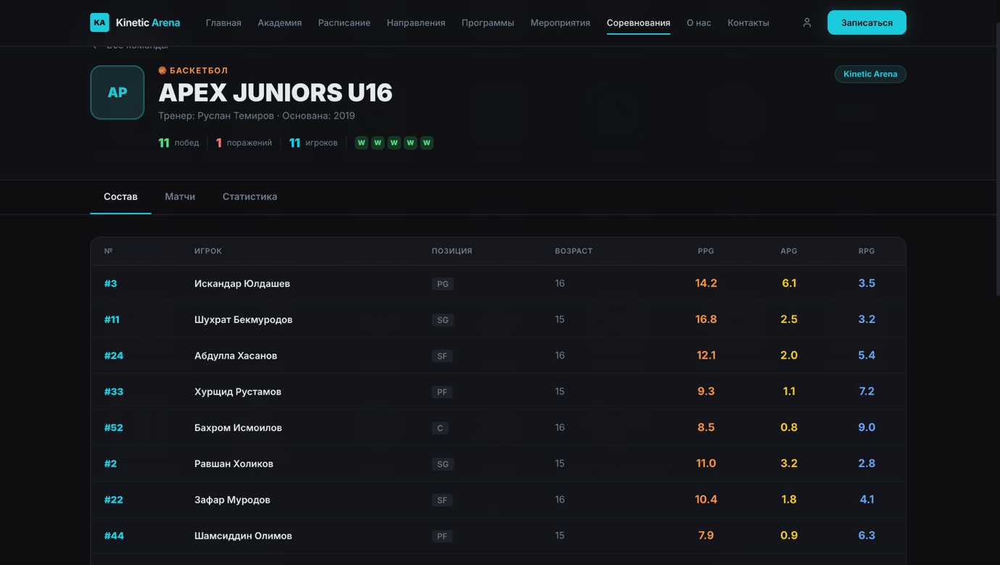 KA Kinetic Arena Главная Академия Расписание Направления Программы Мероприятия Соревнования О нас Контакты Записаться
Все команды
AP
БАСКЕТБОЛ
Kinetic Arena
APEX JUNIORS U16
Тренер: Руслан Темиров · Основана: 2019
11 побед 1 поражений 11 игроков W W W W W
Состав Матчи Статистика
№ ИГРОК ПОЗИЦИЯ ВОЗРАСТ PPG APG RPG
#3 Искандар Юлдашев PG 16 14.2 6.1 3.5
#11 Шухрат Бекмуродов SG 15 16.8 2.5 3.2
#24 Абдулла Хасанов SF 16 12.1 2.0 5.4
#33 Хурщид Рустамов PF 15 9.3 1.1 7.2
#52 Бахром Исмоилов C 16 8.5 0.8 9.0
#2 Равшан Холиков SG 15 11.0 3.2 2.8
#22 Зафар Муродов SF 16 10.4 1.8 4.1
#44 Шамсиддин Олимов PF 15 7.9 0.9 6.3